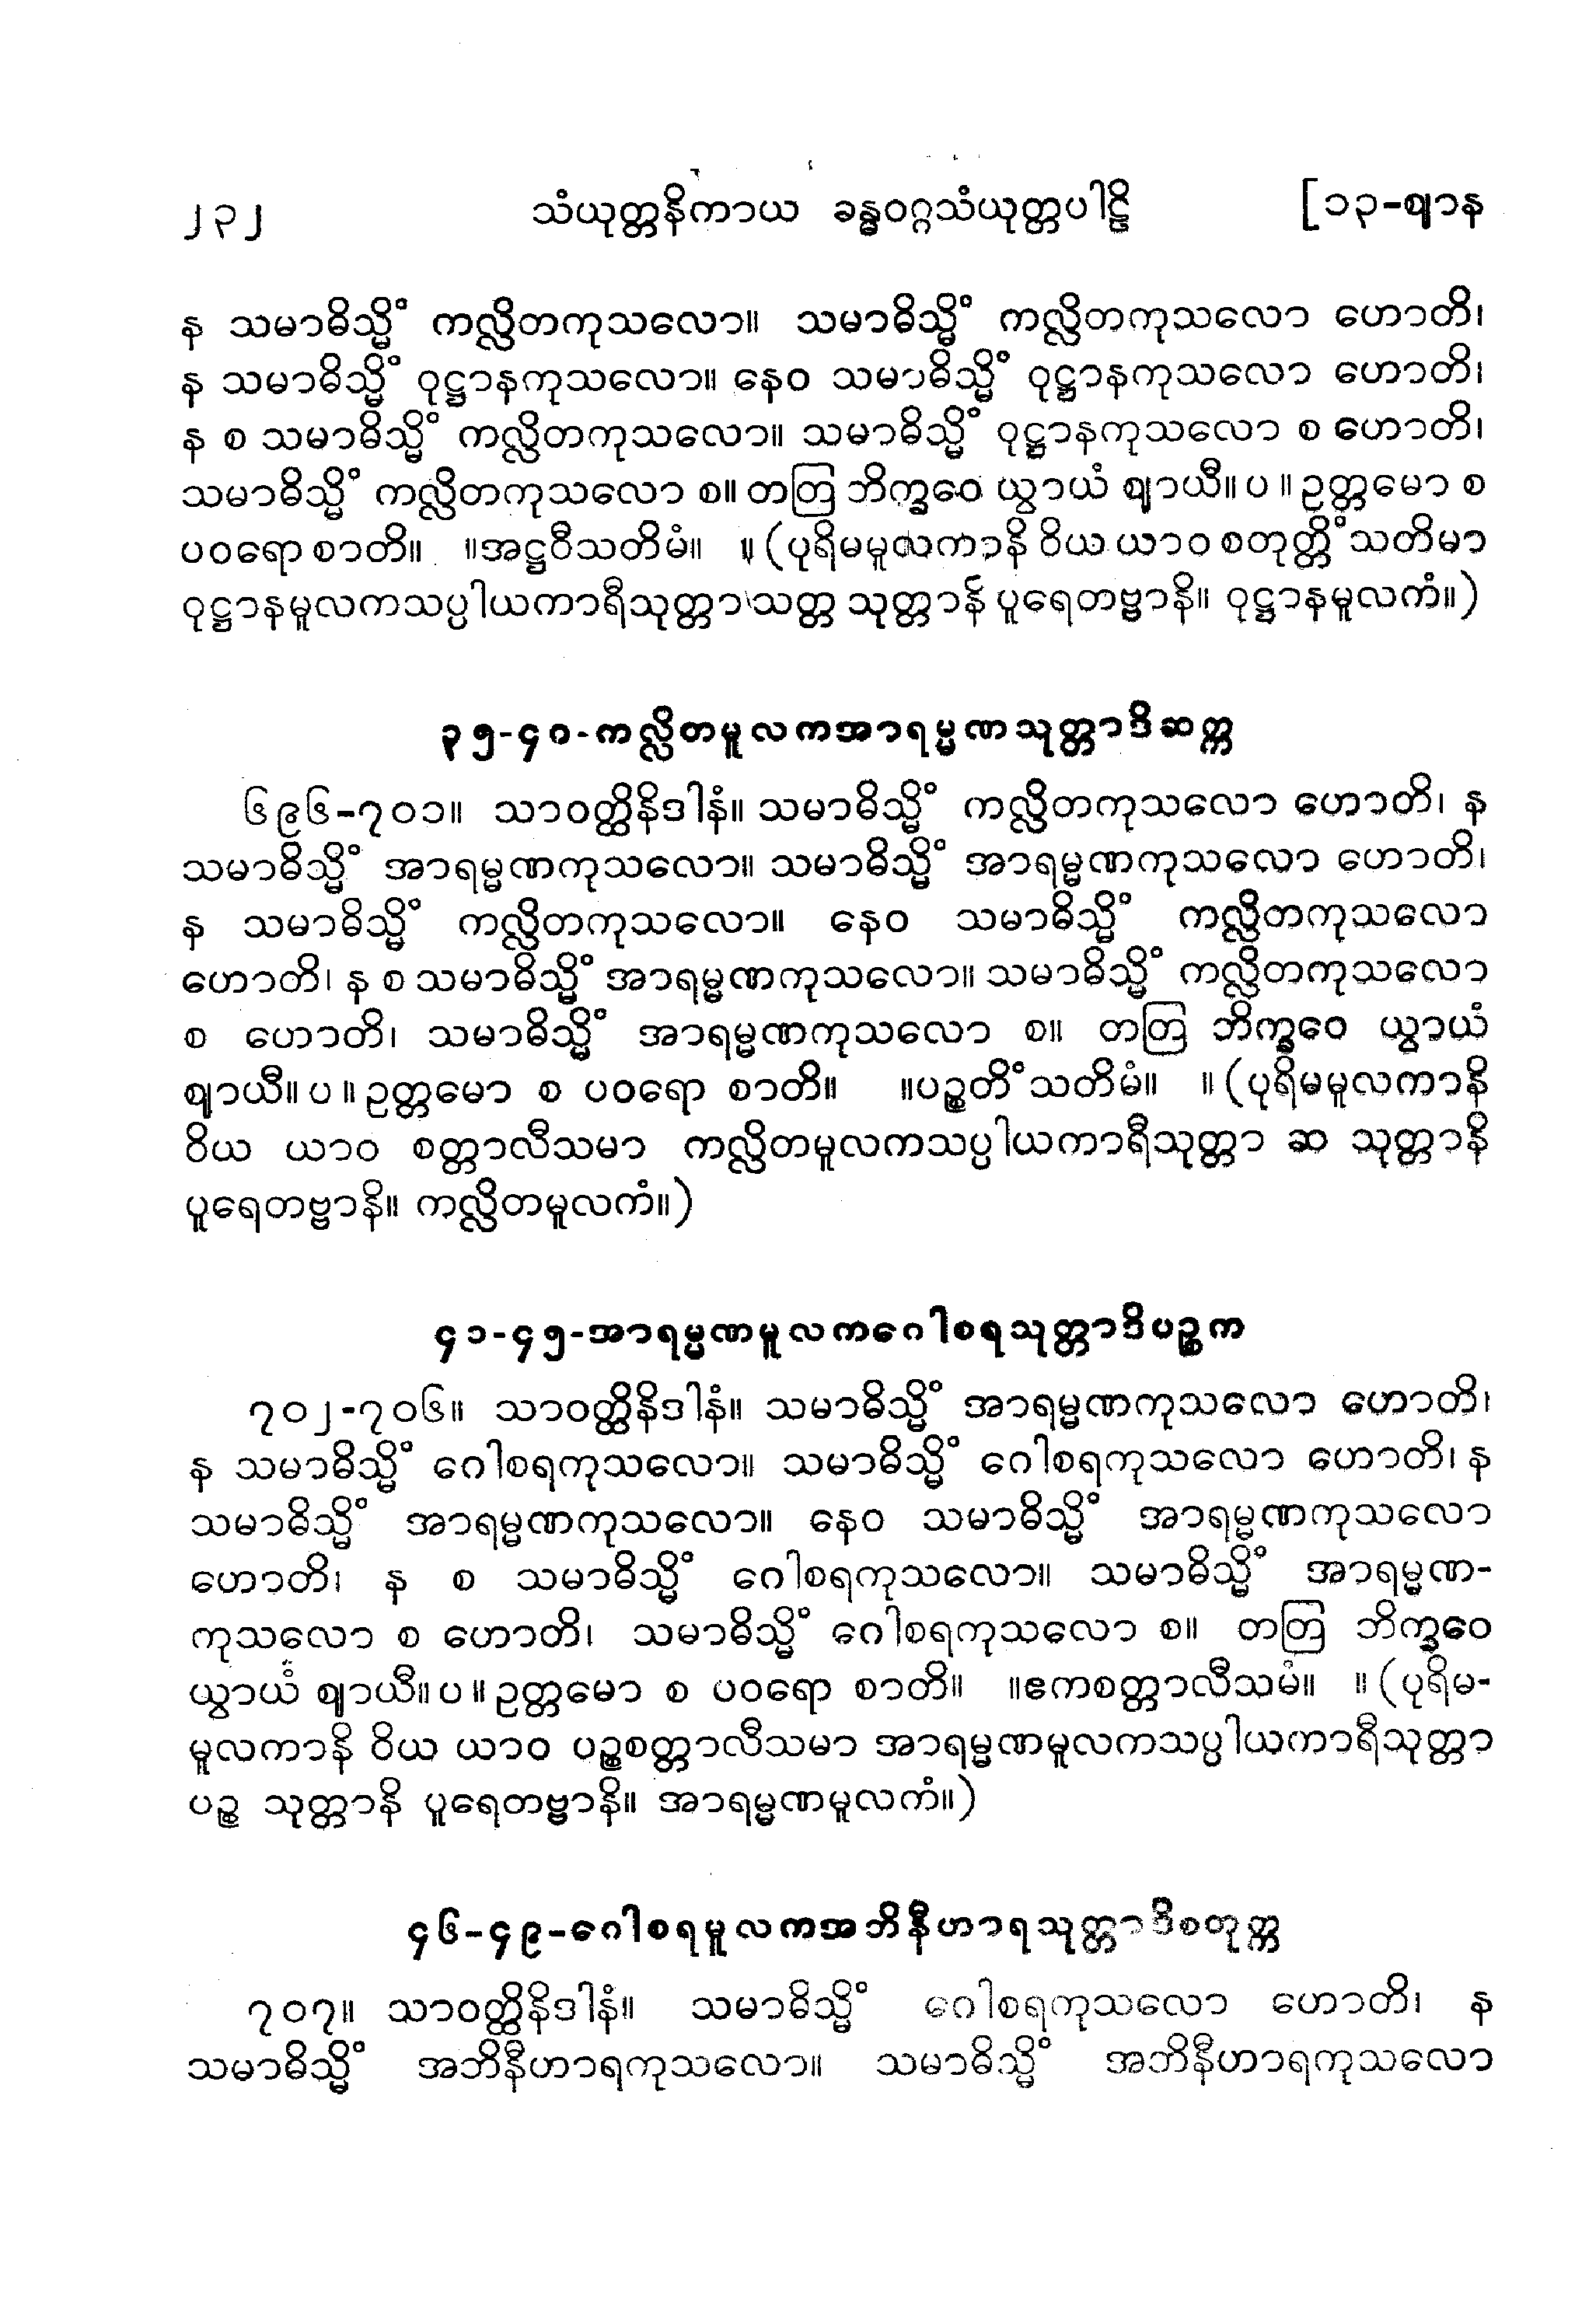 ၂၃၂ သံယုတ္တနိကာယ ခန္ဓဝဂ္ဂသံယုတ္တပါဠိ [၁၃-ဈာန
န သမာဓိသ္မိံ ကလ္လိတကုသလော။ သမာဓိသ္မိံ ကလ္လိတကုသလော ဟောတိ၊
န သမာဓိသ္မိံ ဝုဋ္ဌာနကုသလော။ နေဝ သမာဓိသ္မိံ ဝုဋ္ဌာနကုသလော ဟောတိ၊
န စ သမာဓိသ္မိံ ကလ္လိတကုသလော။ သမာဓိသ္မိံ ဝုဋ္ဌာနကုသလော စ ဟောတိ၊
သမာဓိသ္မိံ ကလ္လိတကုသလော စ။ တတြ ဘိက္ခဝေ ယွာယံ ဈာယီ။ ပ ။ ဥတ္တမော စ
ပဝရော စာတိ။ ။အဋ္ဌဝီသတိမံ။ ။ (ပုရိမမူလကာနိ ဝိယ ယာဝ စတုတ္တိံသတိမာ
ဝုဋ္ဌာနမူလကသပ္ပါယကာရီသုတ္တာ သတ္တ သုတ္တာနိ ပူရေတဗ္ဗာနိ။ ဝုဋ္ဌာနမူလကံ။)
၃၅-၄၀-ကလ္လိတမူလကအာရမ္မဏသုတ္တာဒိဆက္က
၆၉၆-၇၀၁။ သာဝတ္ထိနိဒါနံ။ သမာဓိသ္မိံ ကလ္လိတကုသလော ဟောတိ၊ န
သမာဓိသ္မိံ အာရမ္မဏကုသလော။ သမာဓိသ္မိံ အာရမ္မဏကုသလော ဟောတိ၊
န သမာဓိသ္မိံ ကလ္လိတကုသလော။ နေဝ သမာဓိသ္မိံ ကလ္လိတကုသလော
ဟောတိ၊ န စ သမာဓိသ္မိံ အာရမ္မဏကုသလော။ သမာဓိသ္မိံ ကလ္လိတကုသလော
စ ဟောတိ၊ သမာဓိသ္မိံ အာရမ္မဏကုသလော စ။ တတြ ဘိက္ခဝေ ယွာယံ
ဈာယီ။ ပ ။ ဥတ္တမော စ ပဝရော စာတိ။ ။ပဉ္စတိံသတိမံ။ ။ (ပုရိမမူလကာနိ
ဝိယ ယာဝ စတ္တာလီသမာ ကလ္လိတမူလကသပ္ပါယကာရီသုတ္တာ ဆ သုတ္တာနိ
ပူရေတဗ္ဗာနိ။ ကလ္လိတမူလကံ။)
၄၁-၄၅-အာရမ္မဏမူလကဂေါစရသုတ္တာဒိပဉ္စက
၇၀၂-၇၀၆။ သာဝတ္ထိနိဒါနံ။ သမာဓိသ္မိံ အာရမ္မဏကုသလော ဟောတိ၊
န သမာဓိသ္မိံ ဂေါစရကုသလော။ သမာဓိသ္မိံ ဂေါစရကုသလော ဟောတိ၊ န
သမာဓိသ္မိံ အာရမ္မဏကုသလော။ နေဝ သမာဓိသ္မိံ အာရမ္မဏကုသလော
ဟောတိ၊ န စ သမာဓိသ္မိံ ဂေါစရကုသလော။ သမာဓိသ္မိံ အာရမ္မဏ-
ကုသလော စ ဟောတိ၊ သမာဓိသ္မိံ ဂေါစရကုသလော စ။ တတြ ဘိက္ခဝေ
ယွာယံ ဈာယီ။ ပ ။ ဥတ္တမော စ ပဝရော စာတိ။ ။ဧကစတ္တာလီသမံ။ ။ (ပုရိမ-
မူလကာနိ ဝိယ ယာဝ ပဉ္စစတ္တာလီသမာ အာရမ္မဏမူလကသပ္ပါယကာရီသုတ္တာ
ပဉ္စ သုတ္တာနိ ပူရေတဗ္ဗာနိ။ အာရမ္မဏမူလကံ။)
၄၆-၄၉-ဂေါစရမူလကအဘိနီဟာရသုတ္တာဒိစတုက္က
၇၀၇။ သာဝတ္ထိနိဒါနံ။ သမာဓိသ္မိံ ဂေါစရကုသလော ဟောတိ၊ န
သမာဓိသ္မိံ အဘိနီဟာရကုသလော။ သမာဓိသ္မိံ အဘိနီဟာရကုသလော